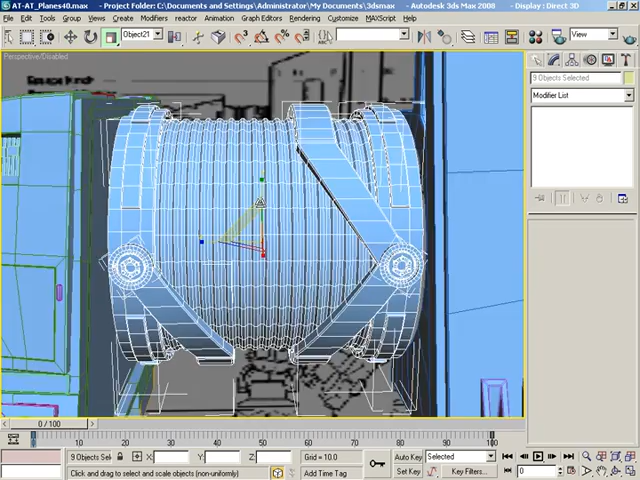 AT-AT_Planes40.max
Project Folder: C:\Documents and Settings\Administrator\My Documents\3dsmax
Autodesk 3ds Max 2008
Display : Direct 3D
File Edit Tools Group Views Create Modifiers reactor Animation Graph Editors Rendering Customize MAXScript Help
Object21
View
View
Perspective/Disabled
9 Objects Selected
Modifier List
0 / 100
0 10 20 30 40 50 60 70 80 90 100
9 Objects Sel
X:
Y:
Z:
Grid = 10.0
Auto Key
Selected
Click and drag to select and scale objects (non-uniformly)
Add Time Tag
Set Key
Key Filters...
0